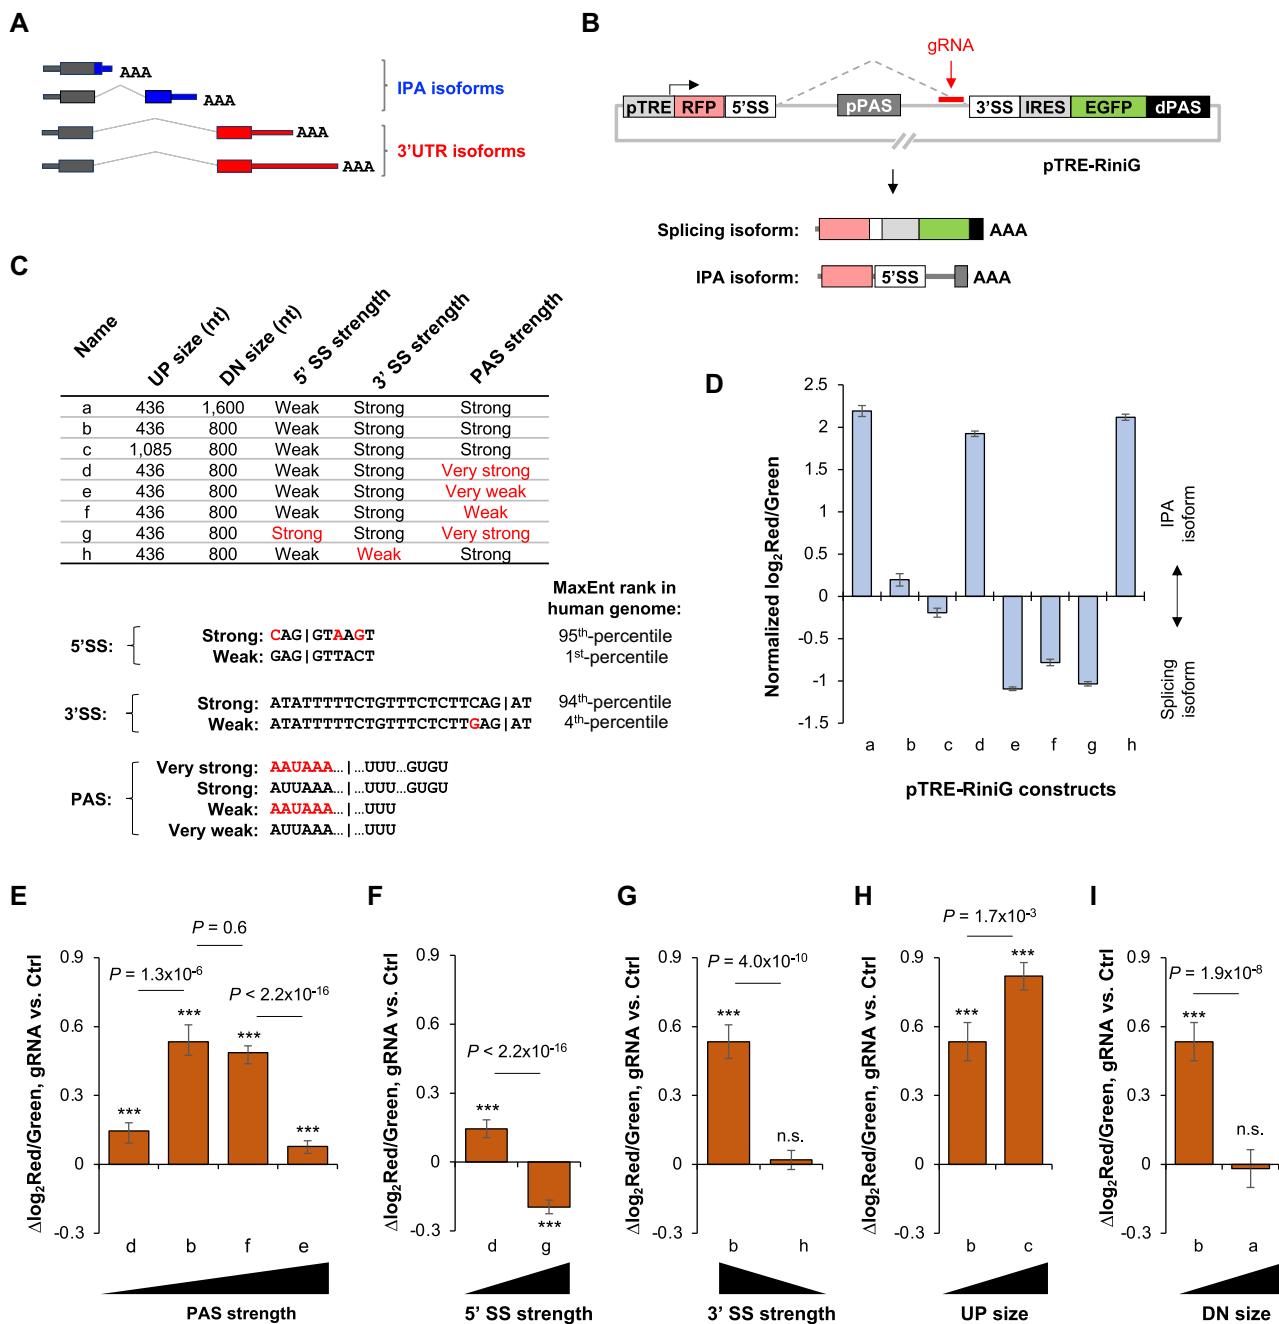 A
AAA
AAA
IPA isoforms
AAA
AAA
3’UTR isoforms
B
gRNA
pTRE RFP 5’SS pPAS 3’SS IRES EGFP dPAS
pTRE-RiniG
Splicing isoform: AAA
IPA isoform: 5’SS AAA
C
Name UP size (nt) DN size (nt) 5’ SS strength 3’ SS strength PAS strength
a 436 1,600 Weak Strong Strong
b 436 800 Weak Strong Strong
c 1,085 800 Weak Strong Strong
d 436 800 Weak Strong Very strong
e 436 800 Weak Strong Very weak
f 436 800 Weak Strong Weak
g 436 800 Strong Strong Very strong
h 436 800 Weak Weak Strong
MaxEnt rank in
human genome:
5’SS:
Strong: CAG|GTAAGT 95th-percentile
Weak: GAG|GTTACT 1st-percentile
3’SS:
Strong: ATATTTTTCTGTTTCTCTTCAG|AT 94th-percentile
Weak: ATATTTTTCTGTTTCTCTTGAG|AT 4th-percentile
PAS:
Very strong: AAUAAA…|…UUU…GUGU
Strong: AUUAAA…|…UUU…GUGU
Weak: AAUAAA…|…UUU
Very weak: AUUAAA…|…UUU
D
Normalized log2Red/Green
2.5
2
1.5
1
0.5
0
-0.5
-1
-1.5
a b c d e f g h
pTRE-RiniG constructs
IPA
isoform
Splicing
isoform
E
Δlog2Red/Green, gRNA vs. Ctrl
0.9
0.6
0.3
0
-0.3
P = 0.6
P = 1.3x10-6
P < 2.2x10-16
***
***
***
***
d b f e
PAS strength
F
Δlog2Red/Green, gRNA vs. Ctrl
0.9
0.6
0.3
0
-0.3
P < 2.2x10-16
***
***
d g
5’ SS strength
G
Δlog2Red/Green, gRNA vs. Ctrl
0.9
0.6
0.3
0
-0.3
P = 4.0x10-10
***
n.s.
b h
3’ SS strength
H
Δlog2Red/Green, gRNA vs. Ctrl
0.9
0.6
0.3
0
-0.3
P = 1.7x10-3
***
***
b c
UP size
I
Δlog2Red/Green, gRNA vs. Ctrl
0.9
0.6
0.3
0
-0.3
P = 1.9x10-8
***
n.s.
b a
DN size